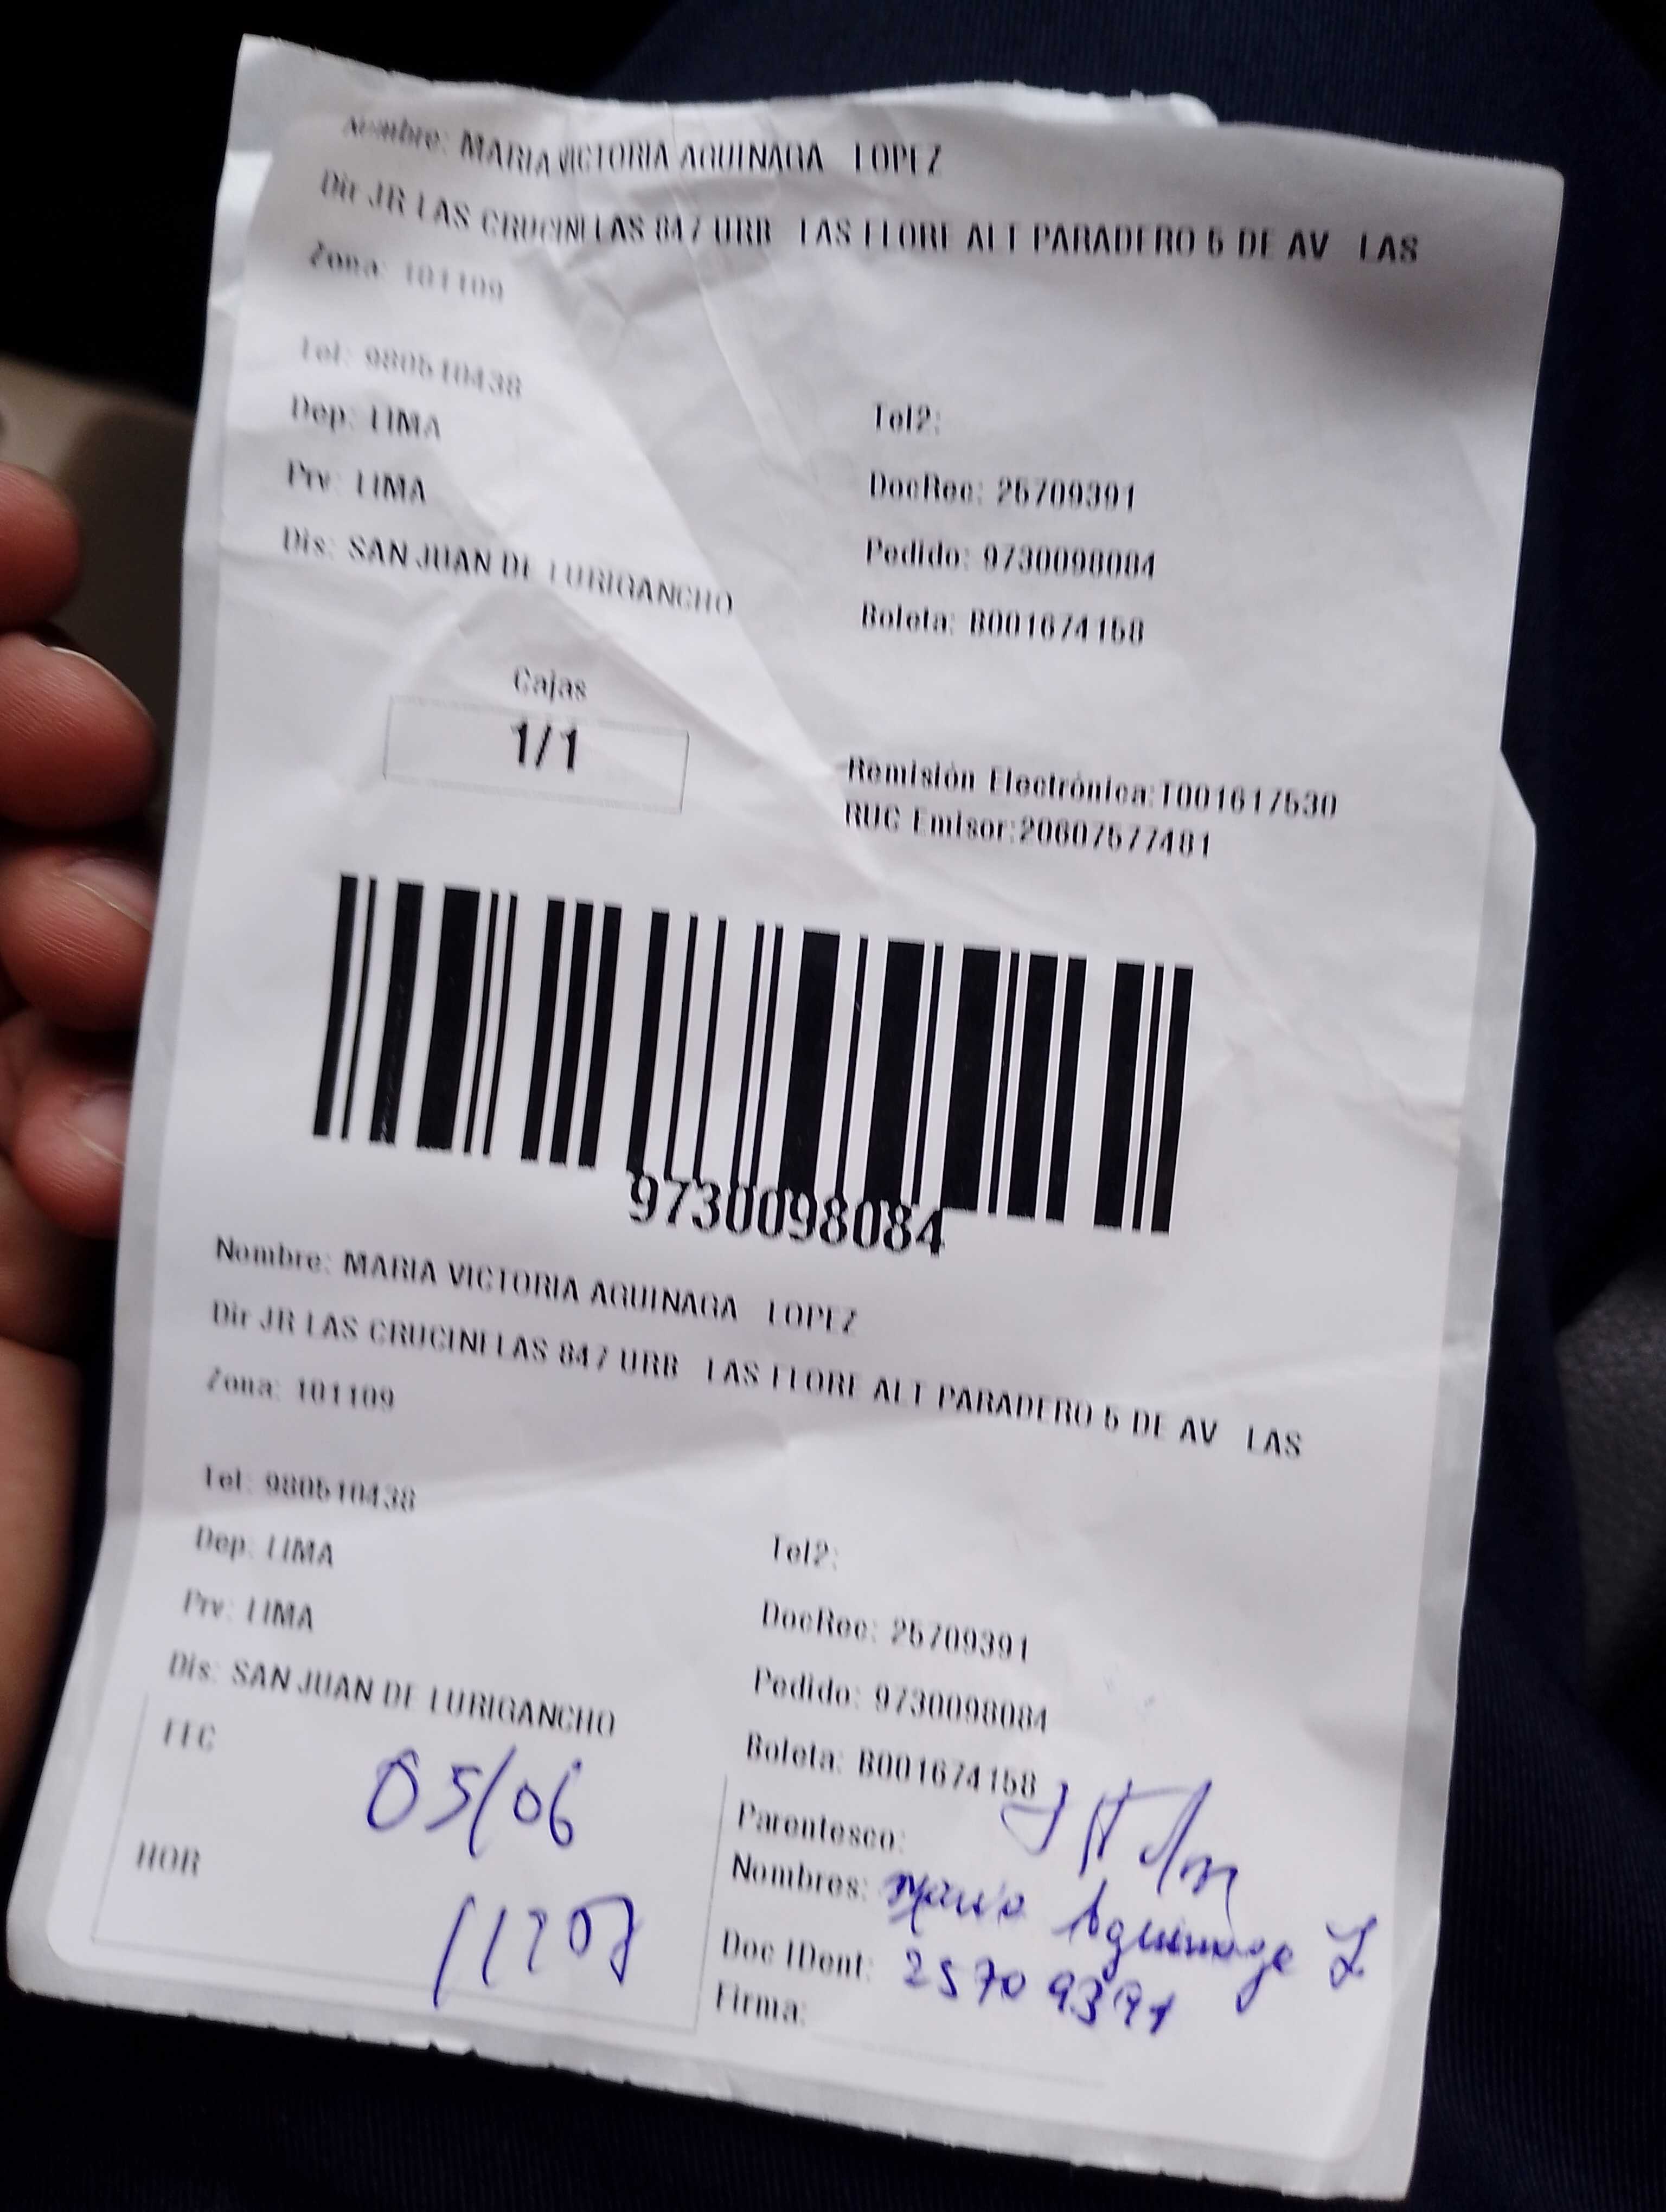 Nombre: MARIA VICTORIA AGUINAGA LOPEZ
Dir JR LAS CRUCINELAS 847 URB LAS FLORE ALT PARADERO 5 DE AV LAS
Zona: 101109
Tel: 980510438
Tel2:
Dep: LIMA
DocRec: 25709391
Prv: LIMA
Pedido: 9730098084
Dis: SAN JUAN DE LURIGANCHO
Boleta: B001674158
Cajas
1/1
Remisión Electrónica:T001617530
RUC Emisor:20607577481
9730098084
Nombre: MARIA VICTORIA AGUINAGA LOPEZ
Dir JR LAS CRUCINELAS 847 URB LAS FLORE ALT PARADERO 5 DE AV LAS
Zona: 101109
Tel: 980510438
Tel2:
Dep: LIMA
DocRec: 25709391
Prv: LIMA
Pedido: 9730098084
Dis: SAN JUAN DE LURIGANCHO
Boleta: B001674158
FEC 05/06
Parentesco:
HOR
Nombres: Maria Aguinaga L
Doc IDent: 25709391
Firma: